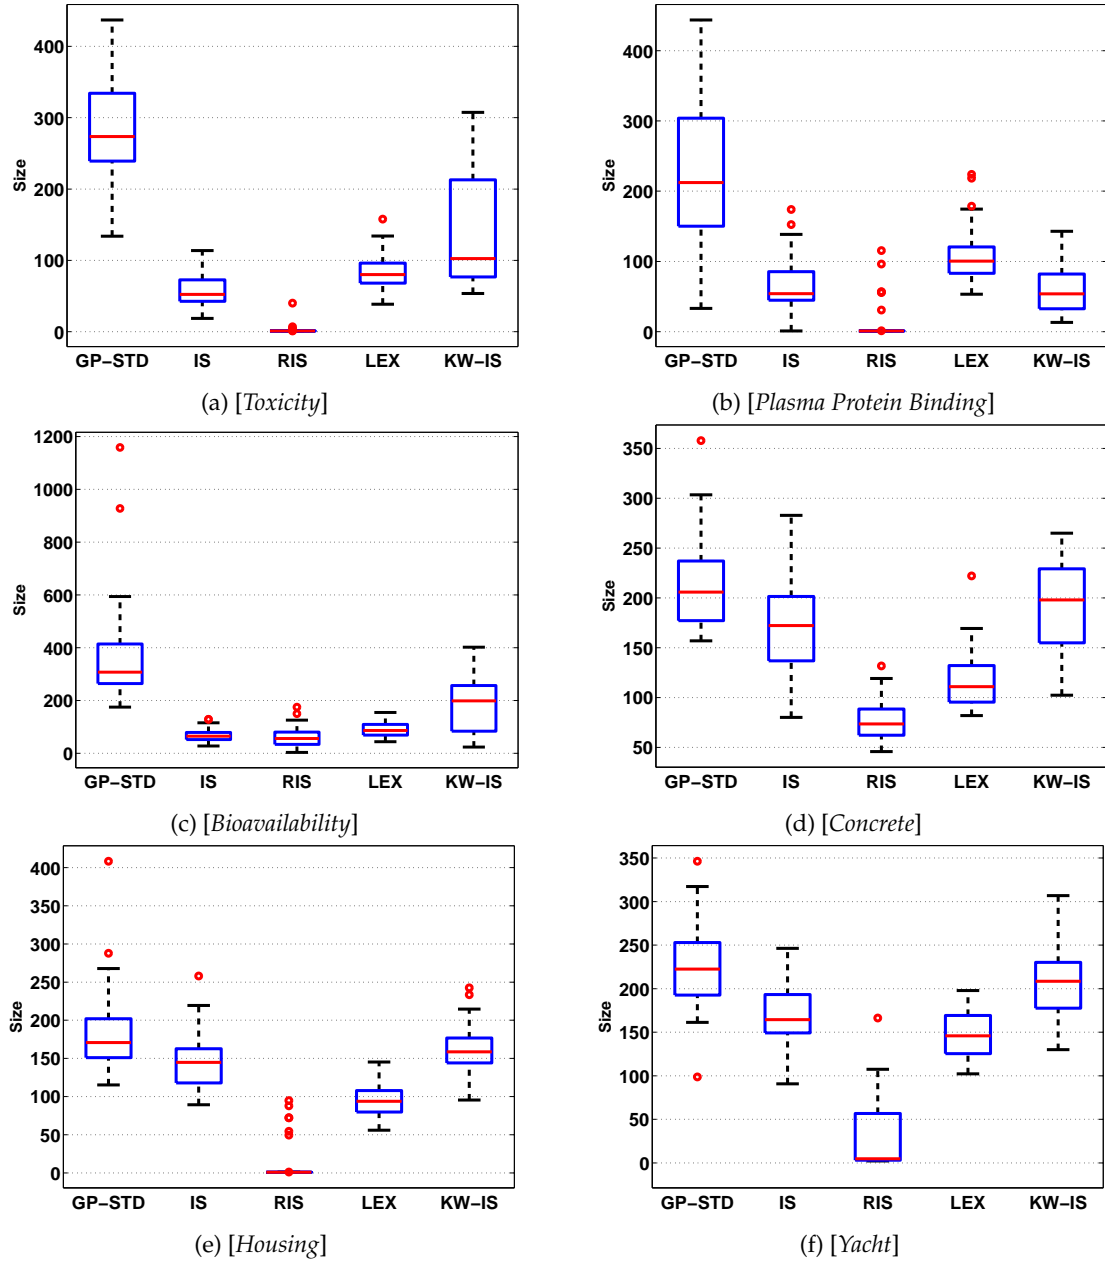 400
300
200
100
0
Size
GP−STD IS RIS LEX KW−IS
(a) [Toxicity]
400
300
200
100
0
Size
GP−STD IS RIS LEX KW−IS
(b) [Plasma Protein Binding]
1200
1000
800
600
400
200
0
Size
GP−STD IS RIS LEX KW−IS
(c) [Bioavailability]
350
300
250
200
150
100
50
Size
GP−STD IS RIS LEX KW−IS
(d) [Concrete]
400
350
300
250
200
150
100
50
0
Size
GP−STD IS RIS LEX KW−IS
(e) [Housing]
350
300
250
200
150
100
50
0
Size
GP−STD IS RIS LEX KW−IS
(f) [Yacht]